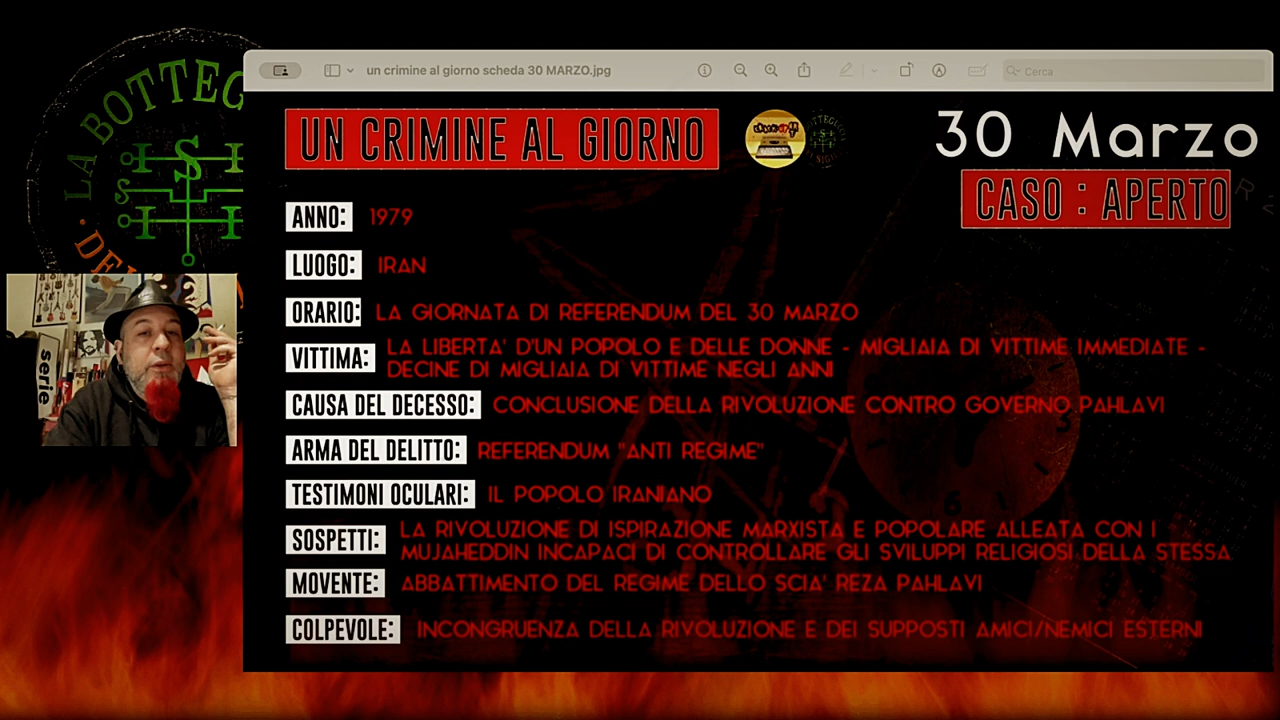 LA BOTTEG
S
DE
serie
un crimine al giorno scheda 30 MARZO.jpg
Cerca
UN CRIMINE AL GIORNO
30 Marzo
CASO : APERTO
ANNO: 1979
LUOGO: IRAN
ORARIO: LA GIORNATA DI REFERENDUM DEL 30 MARZO
VITTIMA: LA LIBERTA' D'UN POPOLO E DELLE DONNE - MIGLIAIA DI VITTIME IMMEDIATE -
DECINE DI MIGLIAIA DI VITTIME NEGLI ANNI
CAUSA DEL DECESSO: CONCLUSIONE DELLA RIVOLUZIONE CONTRO GOVERNO PAHLAVI
ARMA DEL DELITTO: REFERENDUM "ANTI REGIME"
TESTIMONI OCULARI: IL POPOLO IRANIANO
SOSPETTI: LA RIVOLUZIONE DI ISPIRAZIONE MARXISTA E POPOLARE ALLEATA CON I
MUJAHEDDIN INCAPACI DI CONTROLLARE GLI SVILUPPI RELIGIOSI DELLA STESSA
MOVENTE: ABBATTIMENTO DEL REGIME DELLO SCIA' REZA PAHLAVI
COLPEVOLE: INCONGRUENZA DELLA RIVOLUZIONE E DEI SUPPOSTI AMICI/NEMICI ESTERNI